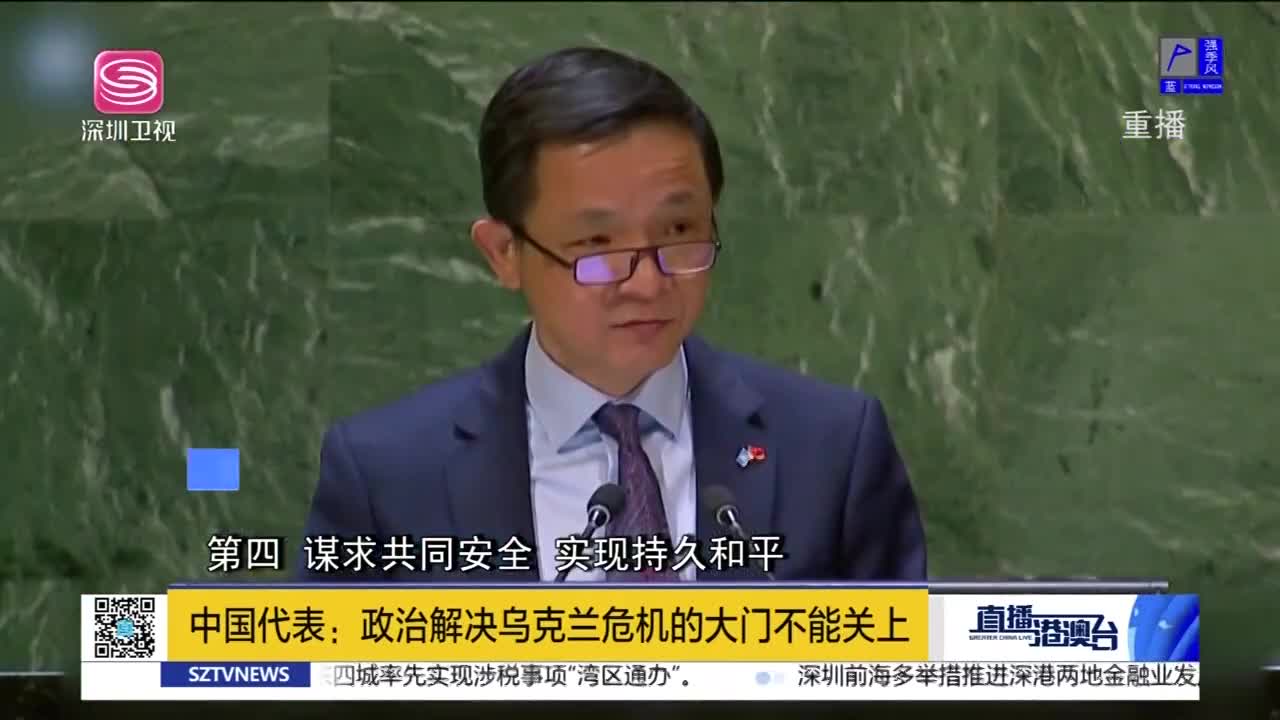 深圳卫视
强季风
蓝
重播
第四 谋求共同安全 实现持久和平
中国代表：政治解决乌克兰危机的大门不能关上
直播港澳台
GREATER CHINA LIVE
SZTVNEWS
四城率先实现涉税事项“湾区通办”。
深圳前海多举措推进深港两地金融业发